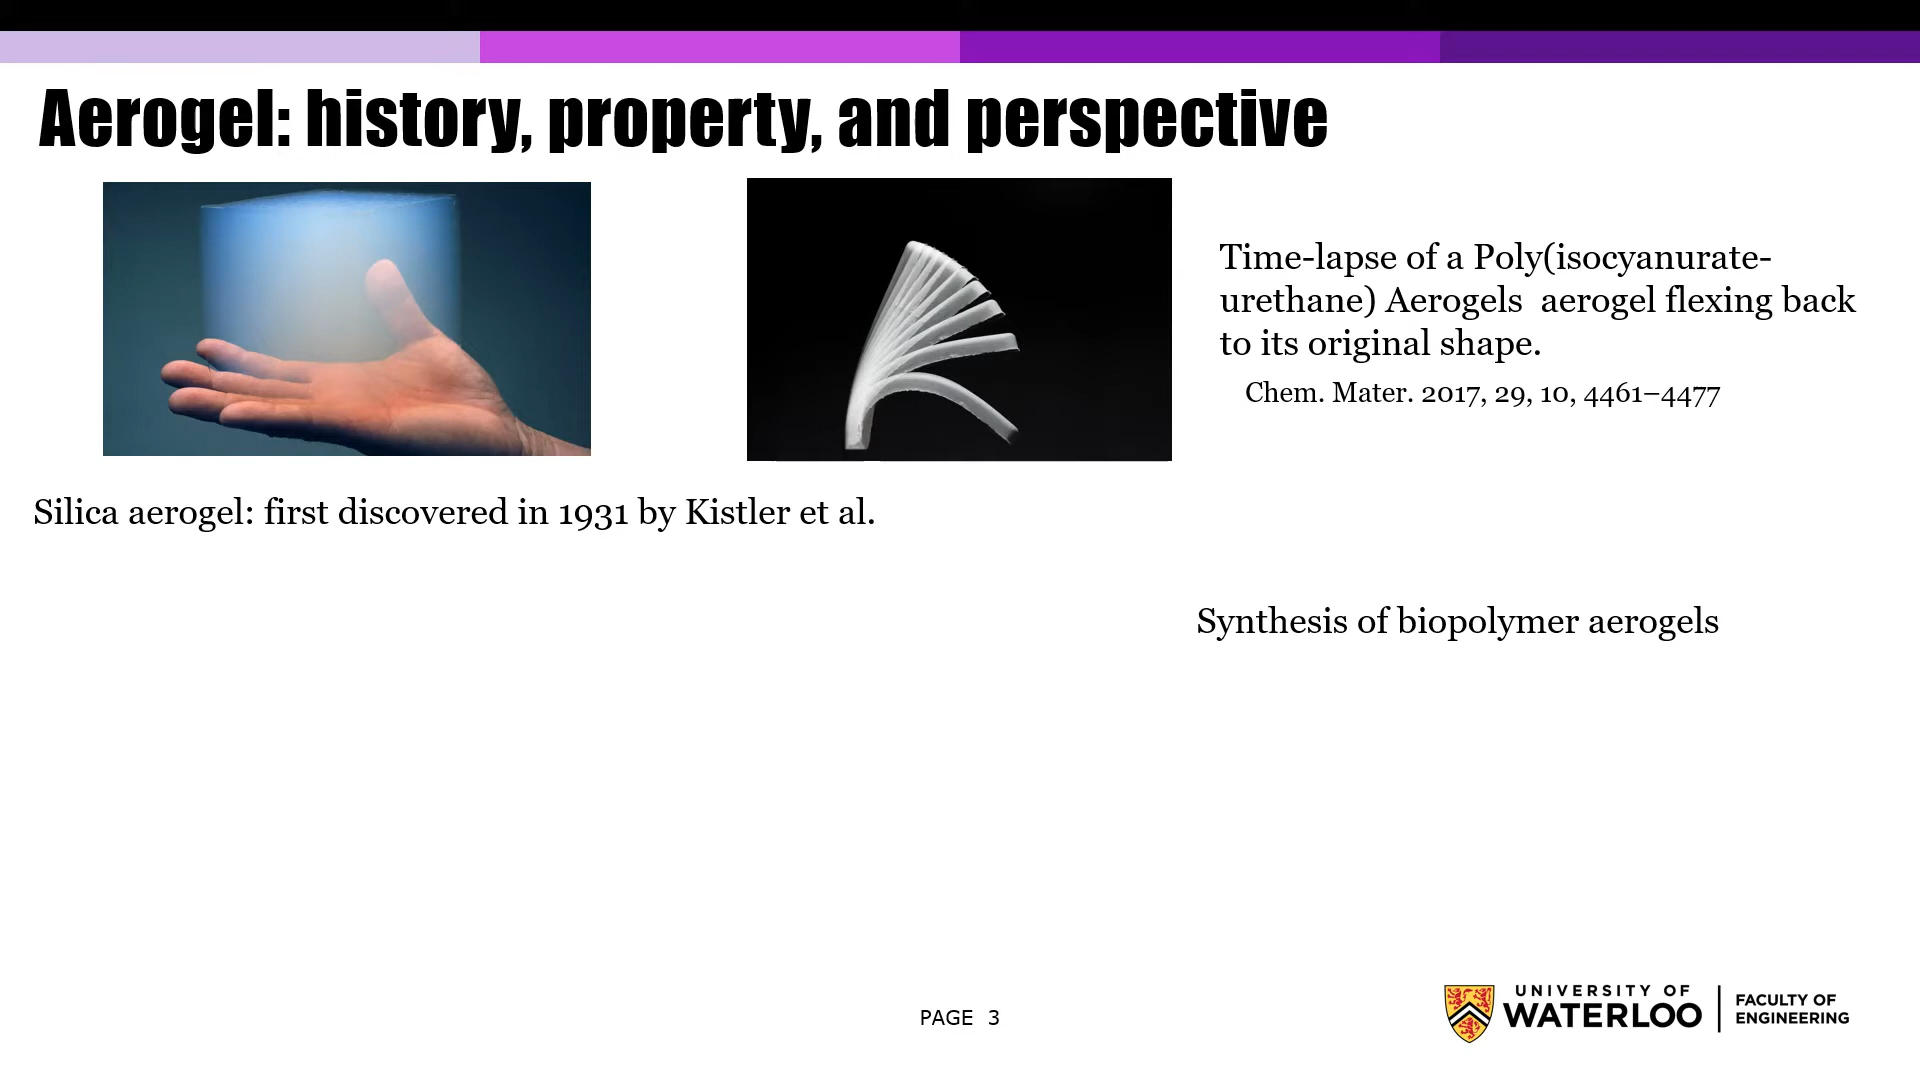 Aerogel: history, property, and perspective
Time-lapse of a Poly(isocyanurate-
urethane) Aerogels  aerogel flexing back
to its original shape.
Chem. Mater. 2017, 29, 10, 4461–4477
Silica aerogel: first discovered in 1931 by Kistler et al.
Synthesis of biopolymer aerogels
PAGE  3
UNIVERSITY OF
WATERLOO
FACULTY OF
ENGINEERING